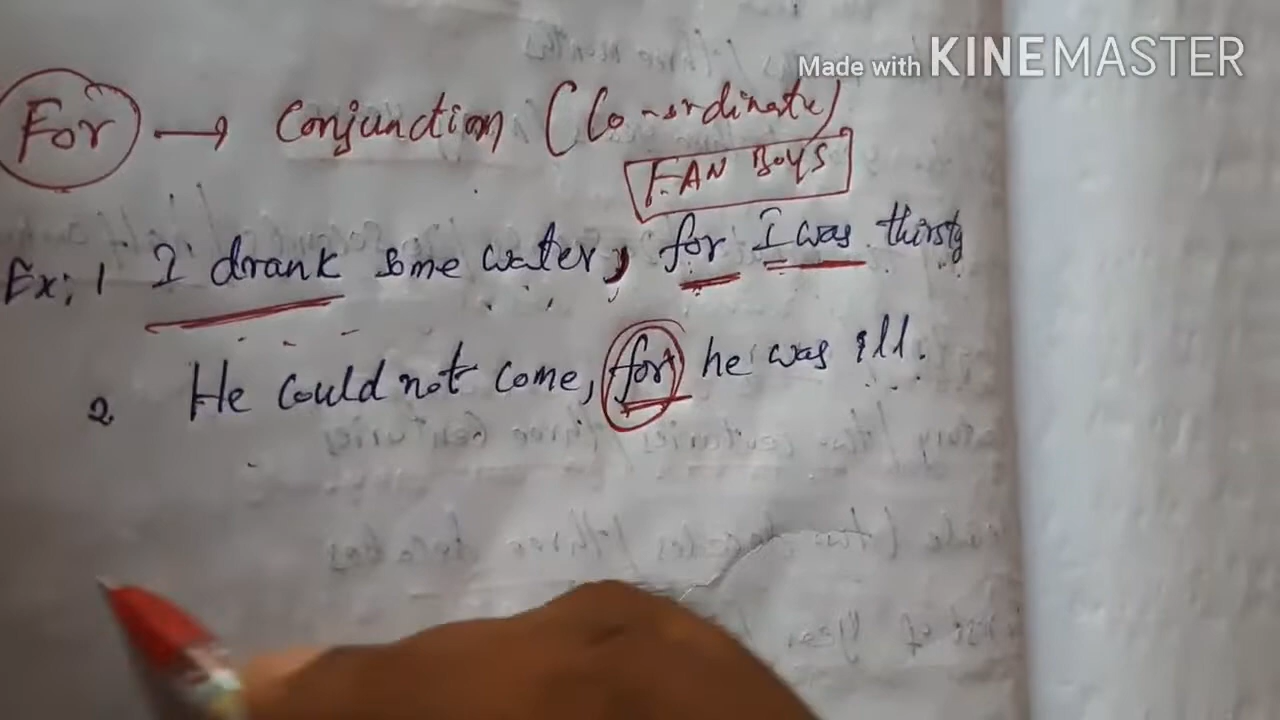 Made with KINEMASTER
For → Conjunction (Co-ordinate)
FAN BOYS
Ex: 1 I drank some water, for I was thirsty
2. He could not come, for he was ill.